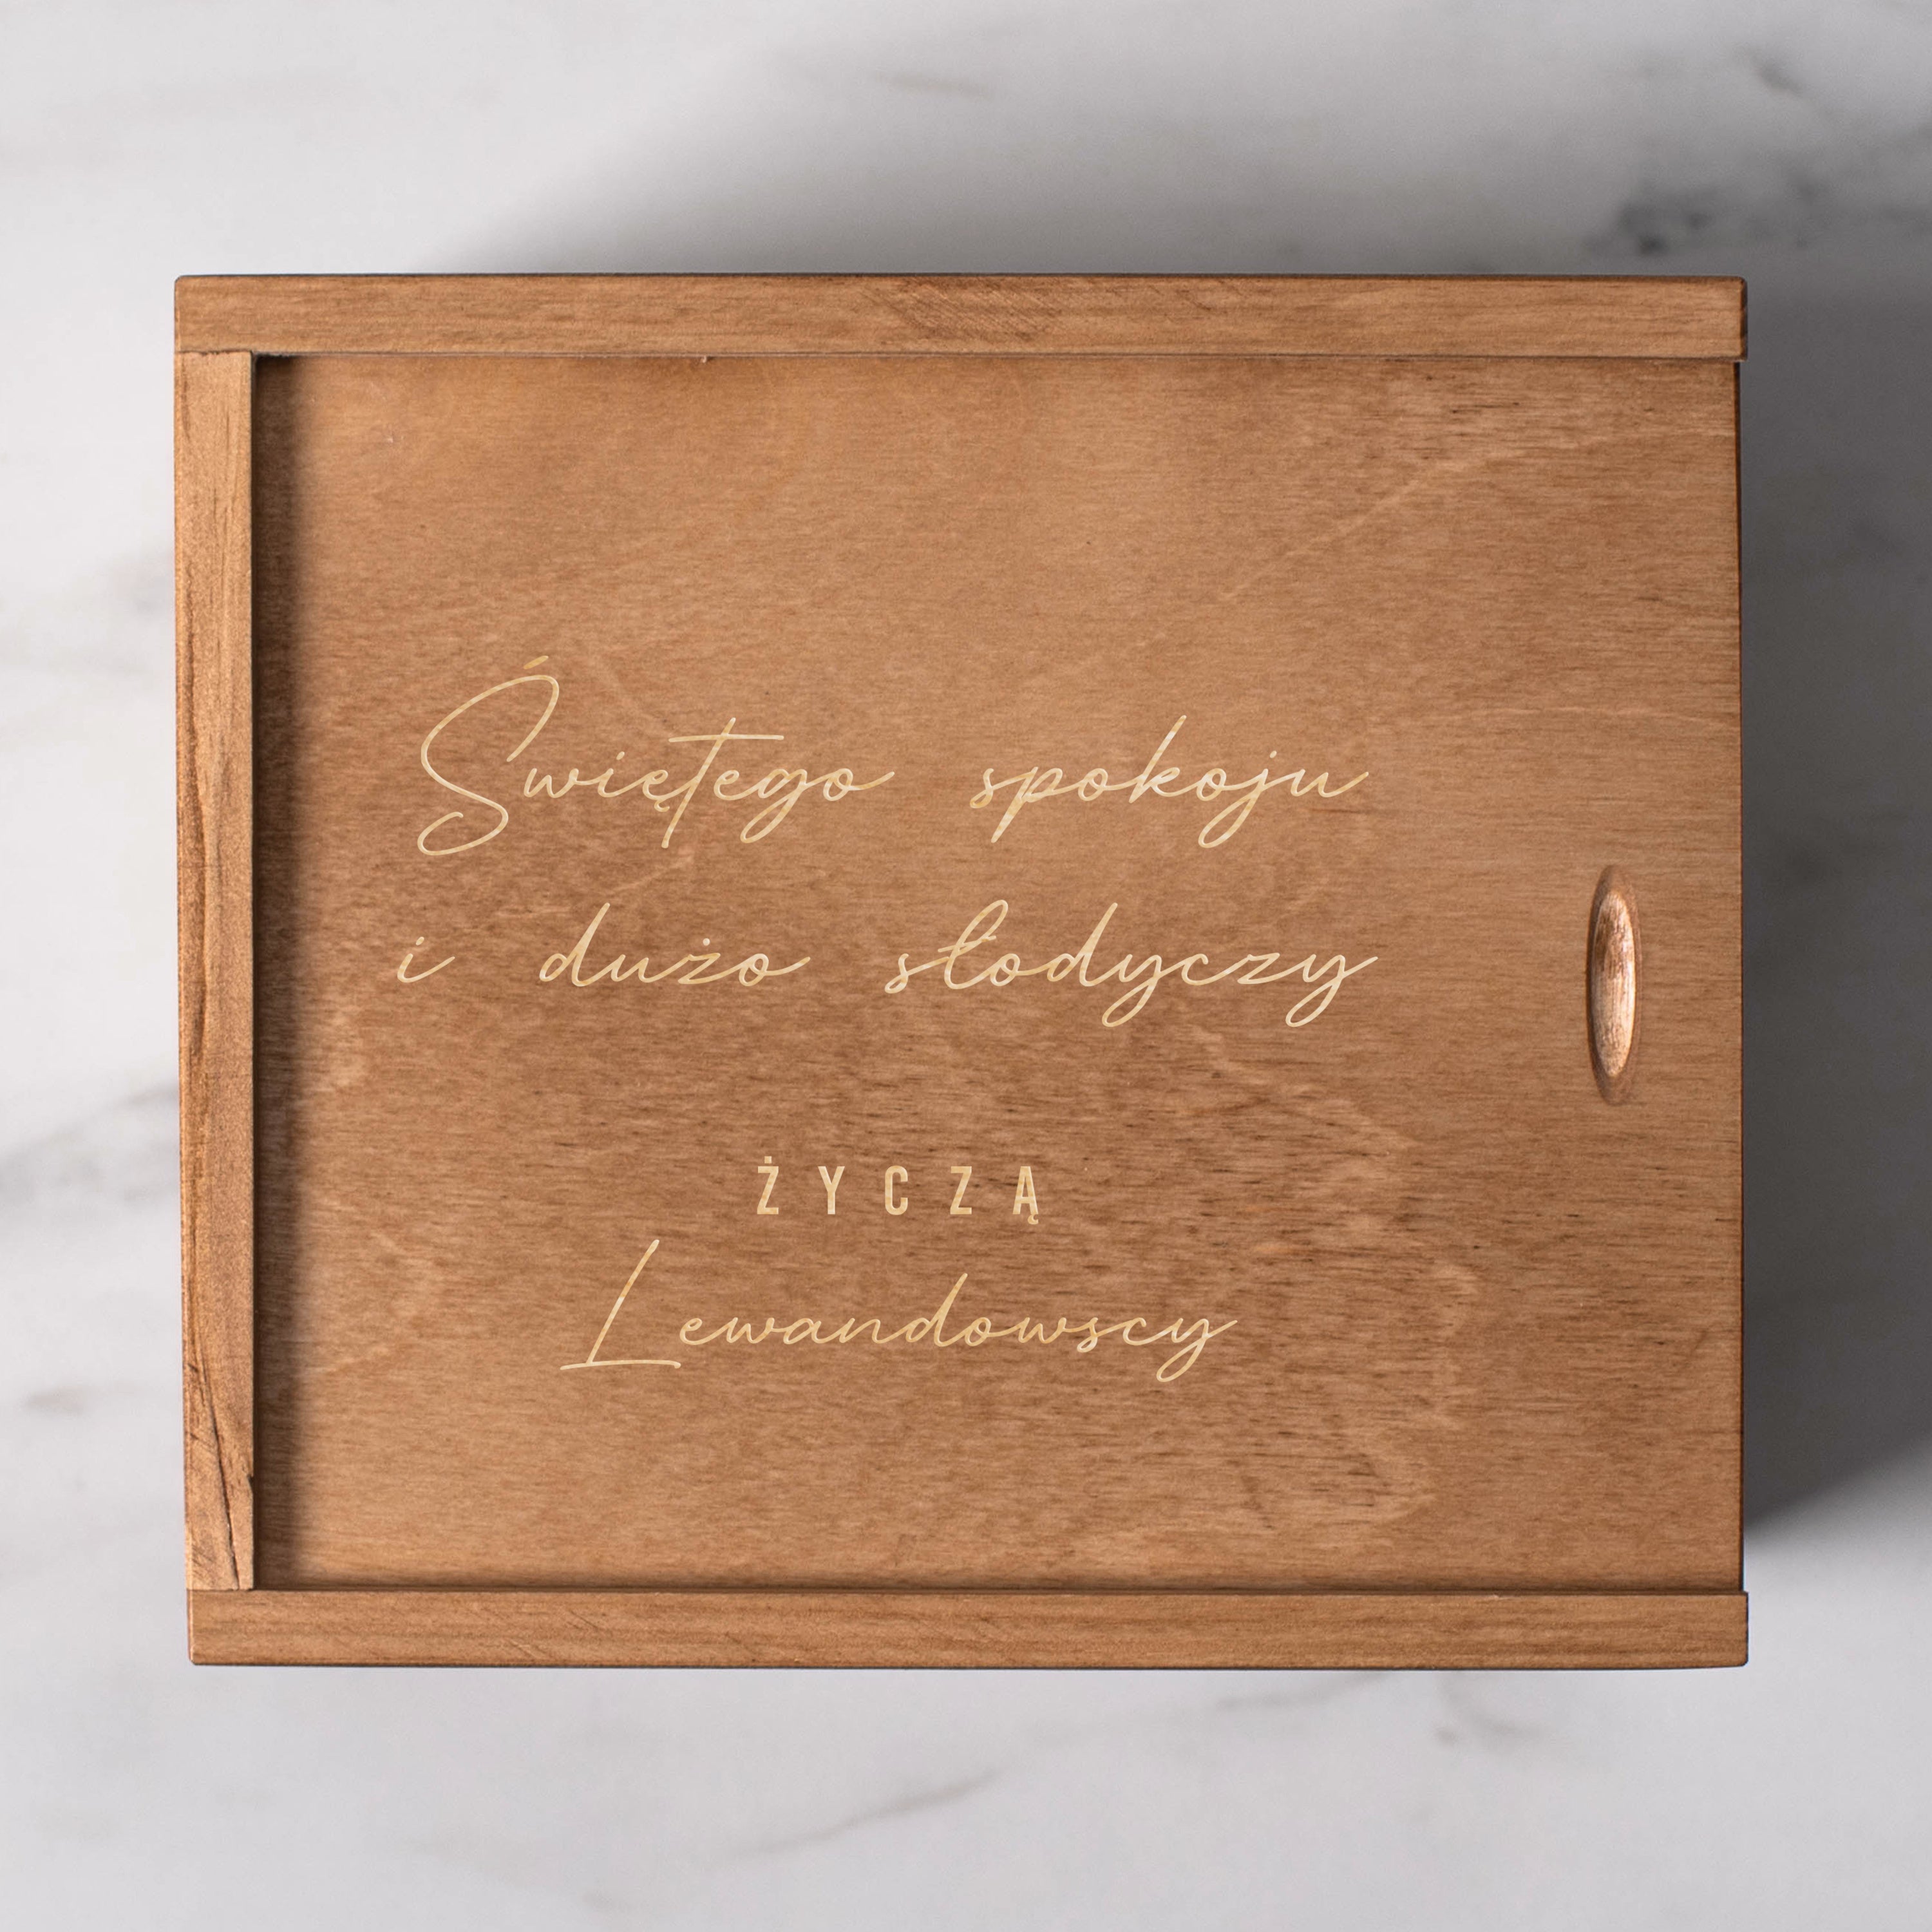 Świętego spokoju
i dużo słodyczy
ŻYCZĄ
Lewandowscy